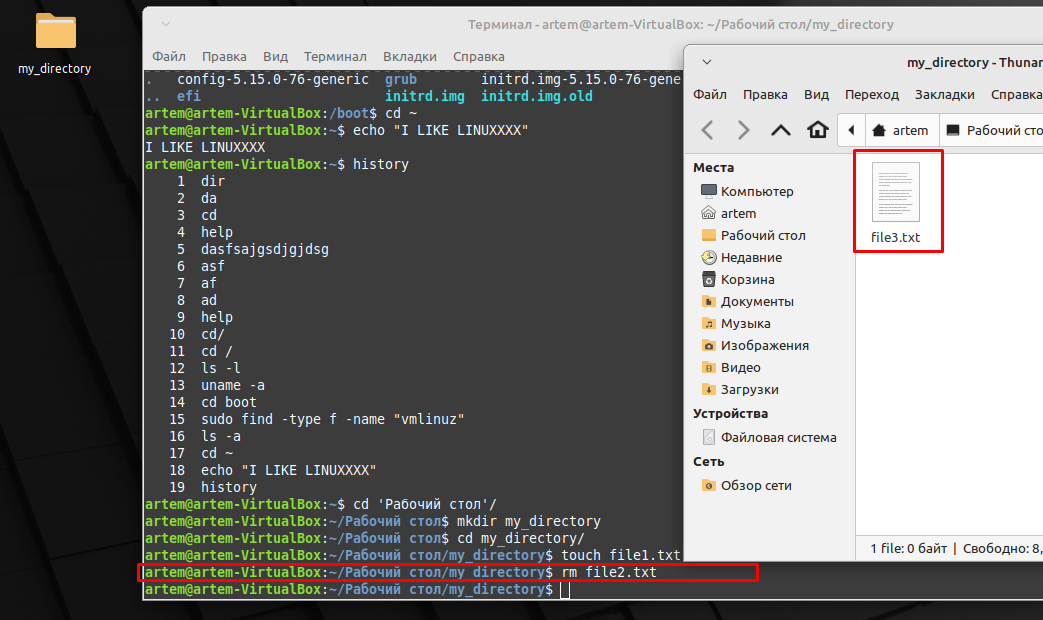 my_directory
Терминал - artem@artem-VirtualBox: ~/Рабочий стол/my_directory
Файл Правка Вид Терминал Вкладки Справка
. config-5.15.0-76-generic grub initrd.img-5.15.0-76-gene
.. efi initrd.img initrd.img.old
artem@artem-VirtualBox:/boot$ cd ~
artem@artem-VirtualBox:~$ echo "I LIKE LINUXXXX"
I LIKE LINUXXXX
artem@artem-VirtualBox:~$ history
1 dir
2 da
3 cd
4 help
5 dasfsajgsdjgjdsg
6 asf
7 af
8 ad
9 help
10 cd/
11 cd /
12 ls -l
13 uname -a
14 cd boot
15 sudo find -type f -name "vmlinuz"
16 ls -a
17 cd ~
18 echo "I LIKE LINUXXXX"
19 history
artem@artem-VirtualBox:~$ cd 'Рабочий стол'/
artem@artem-VirtualBox:~/Рабочий стол$ mkdir my_directory
artem@artem-VirtualBox:~/Рабочий стол$ cd my_directory/
artem@artem-VirtualBox:~/Рабочий стол/my_directory$ touch file1.txt
artem@artem-VirtualBox:~/Рабочий стол/my_directory$ rm file2.txt
artem@artem-VirtualBox:~/Рабочий стол/my_directory$
my_directory - Thunar
Файл Правка Вид Переход Закладки Справка
artem Рабочий сто
Места
Компьютер
artem
Рабочий стол
Недавние
Корзина
Документы
Музыка
Изображения
Видео
Загрузки
Устройства
Файловая система
Сеть
Обзор сети
file3.txt
1 file: 0 байт | Свободно: 8,